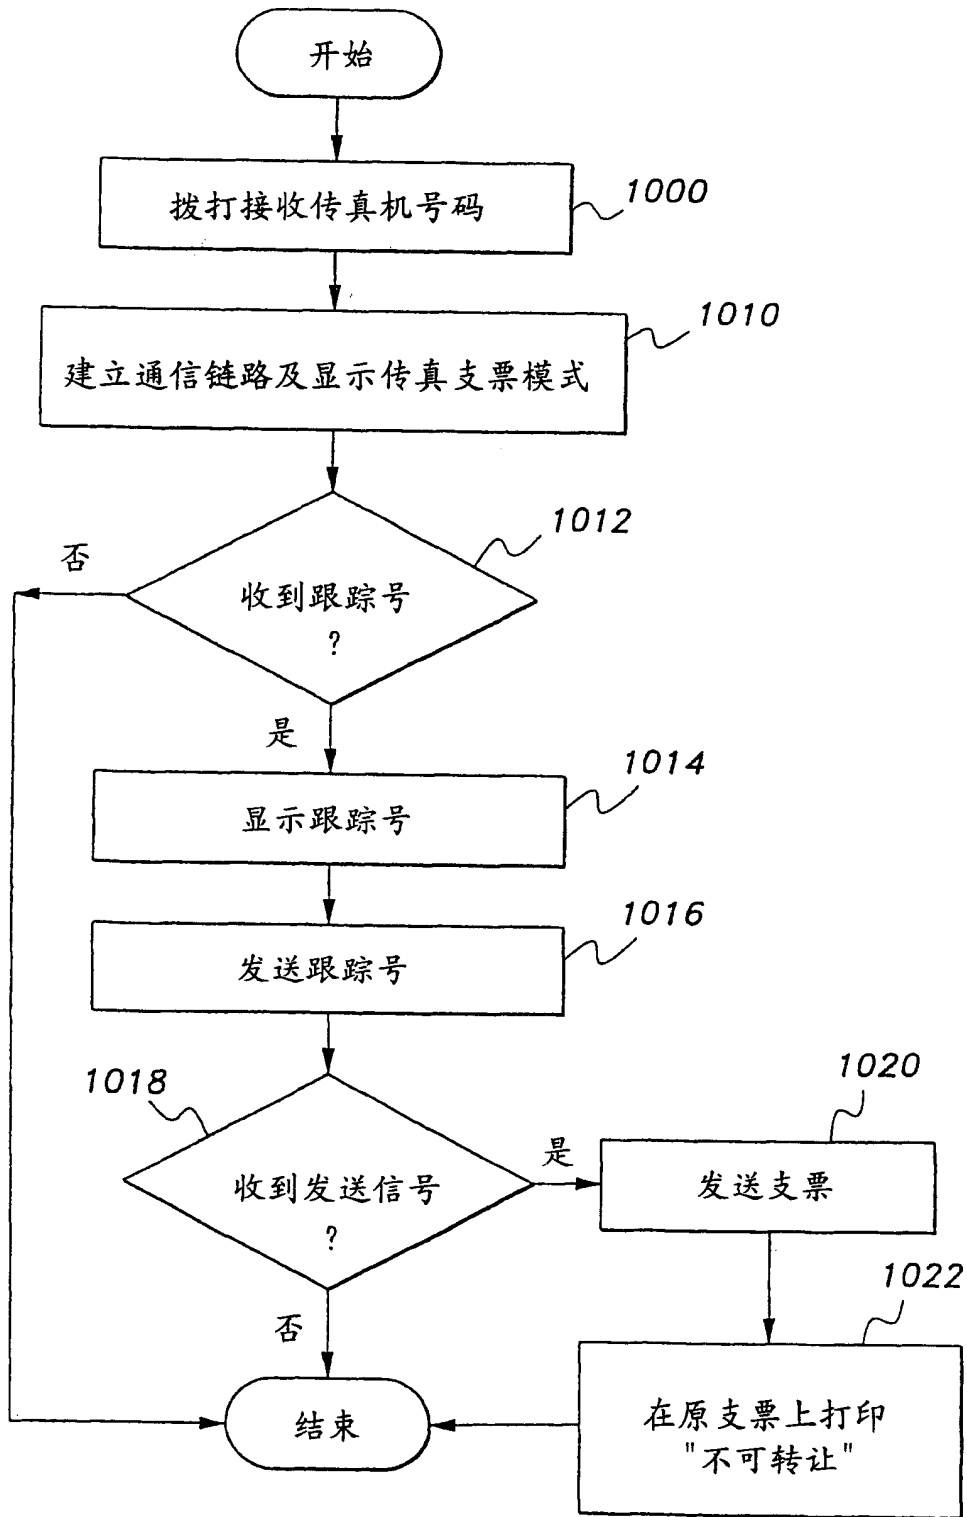 开始
拨打接收传真机号码
1000
建立通信链路及显示传真支票模式
1010
1012
否
收到跟踪号
?
是
显示跟踪号
1014
发送跟踪号
1016
1018
收到发送信号
?
是
发送支票
1020
1022
否
结束
在原支票上打印
"不可转让"